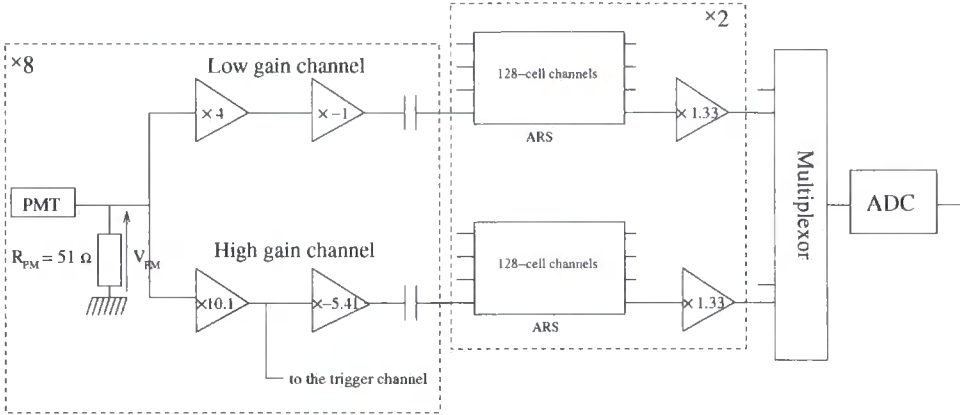 ×8
×2
Low gain channel
× 4
× −1
128−cell channels
ARS
× 1.33
PMT
R_PM = 51 Ω
V_PM
High gain channel
×10.1
×−5.41
128−cell channels
ARS
× 1.33
to the trigger channel
Multiplexor
ADC